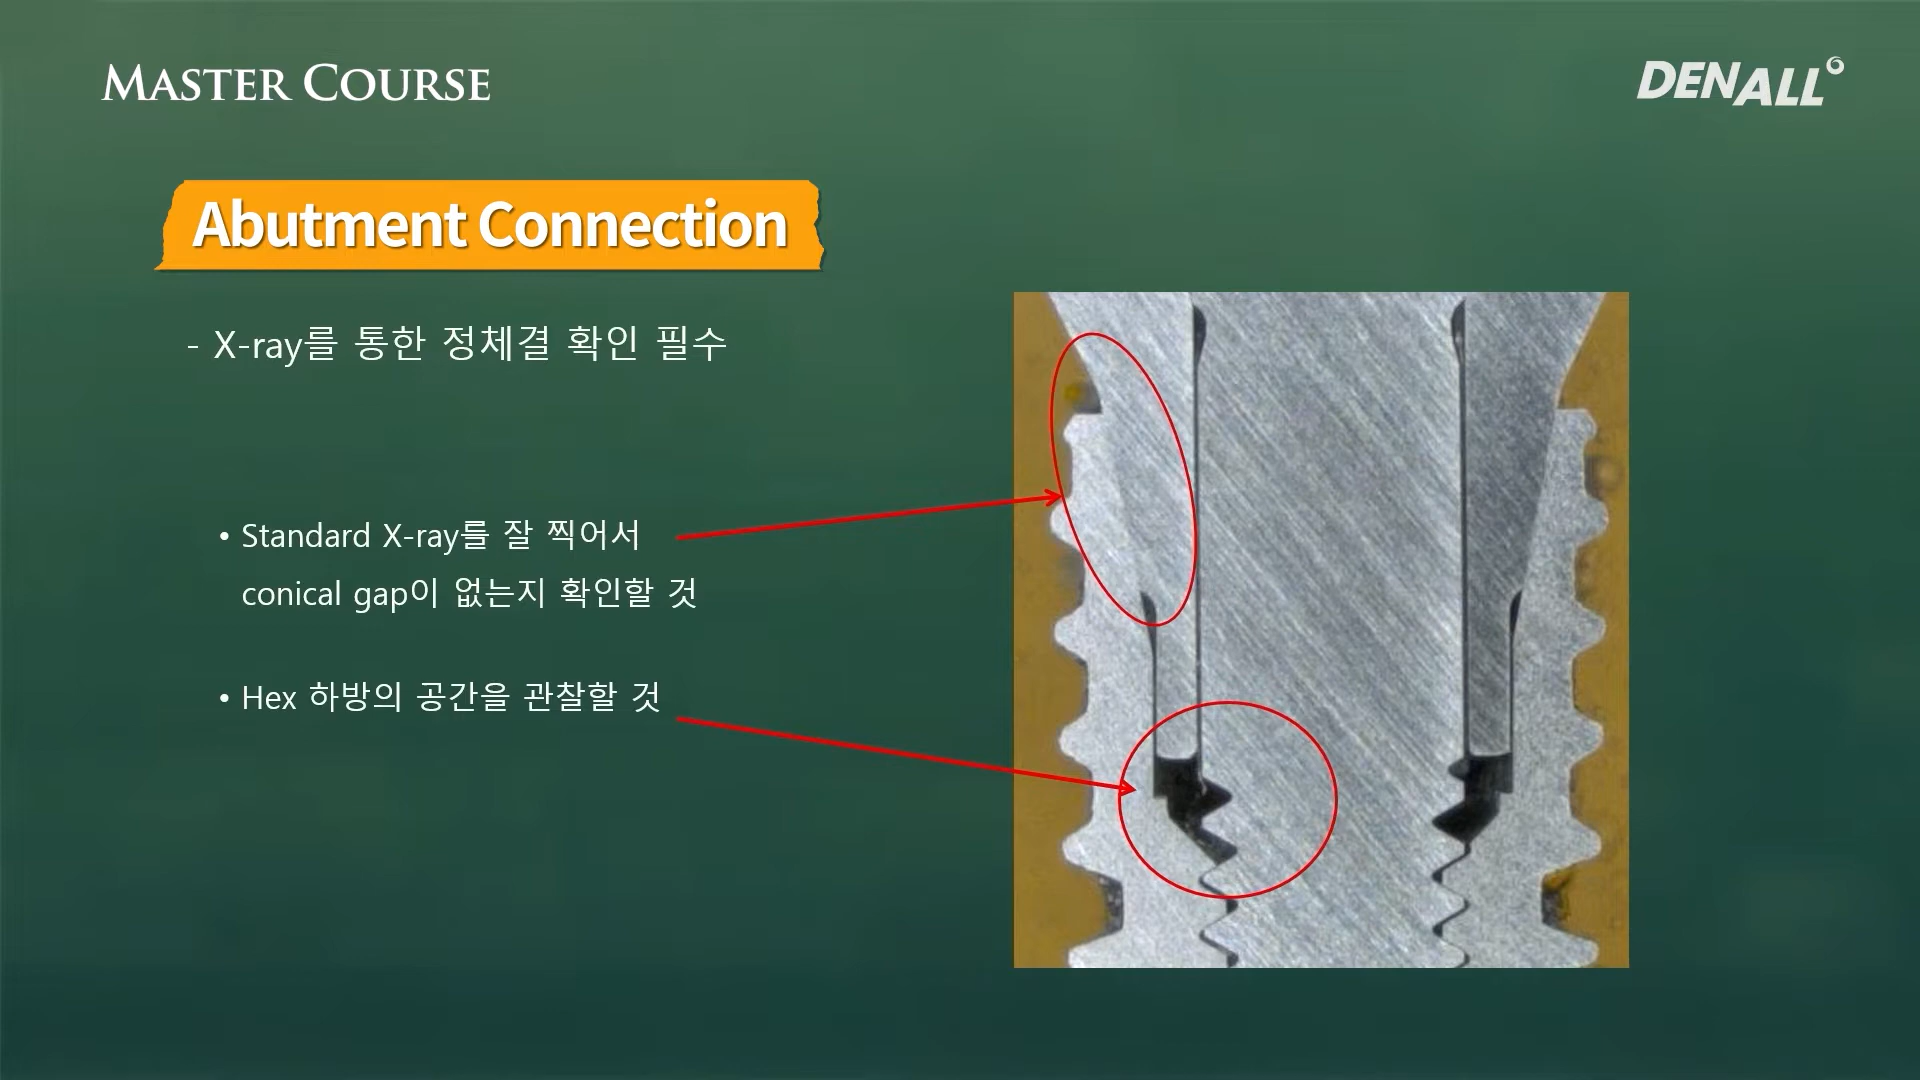 MASTER COURSE
DENALL
Abutment Connection
- X-ray를 통한 정체결 확인 필수
• Standard X-ray를 잘 찍어서
conical gap이 없는지 확인할 것
• Hex 하방의 공간을 관찰할 것